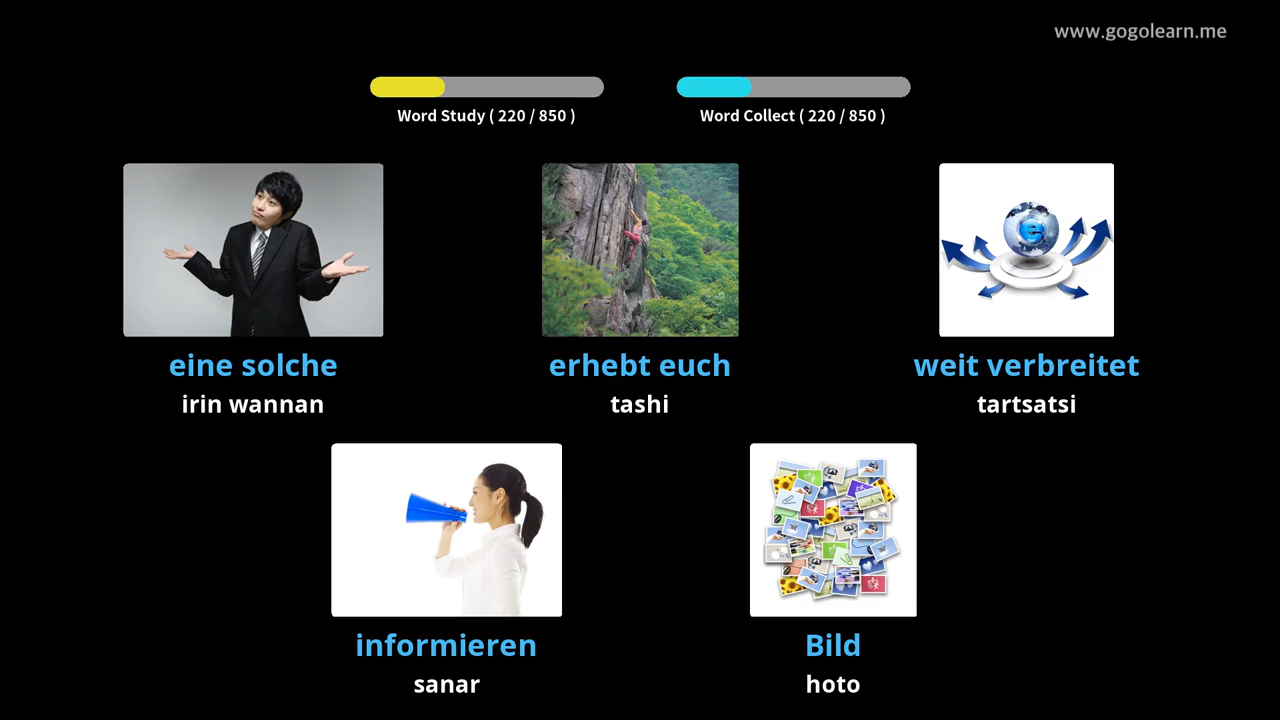 www.gogolearn.me
Word Study ( 220 / 850 )
Word Collect ( 220 / 850 )
eine solche
irin wannan
erhebt euch
tashi
weit verbreitet
tartsatsi
informieren
sanar
Bild
hoto